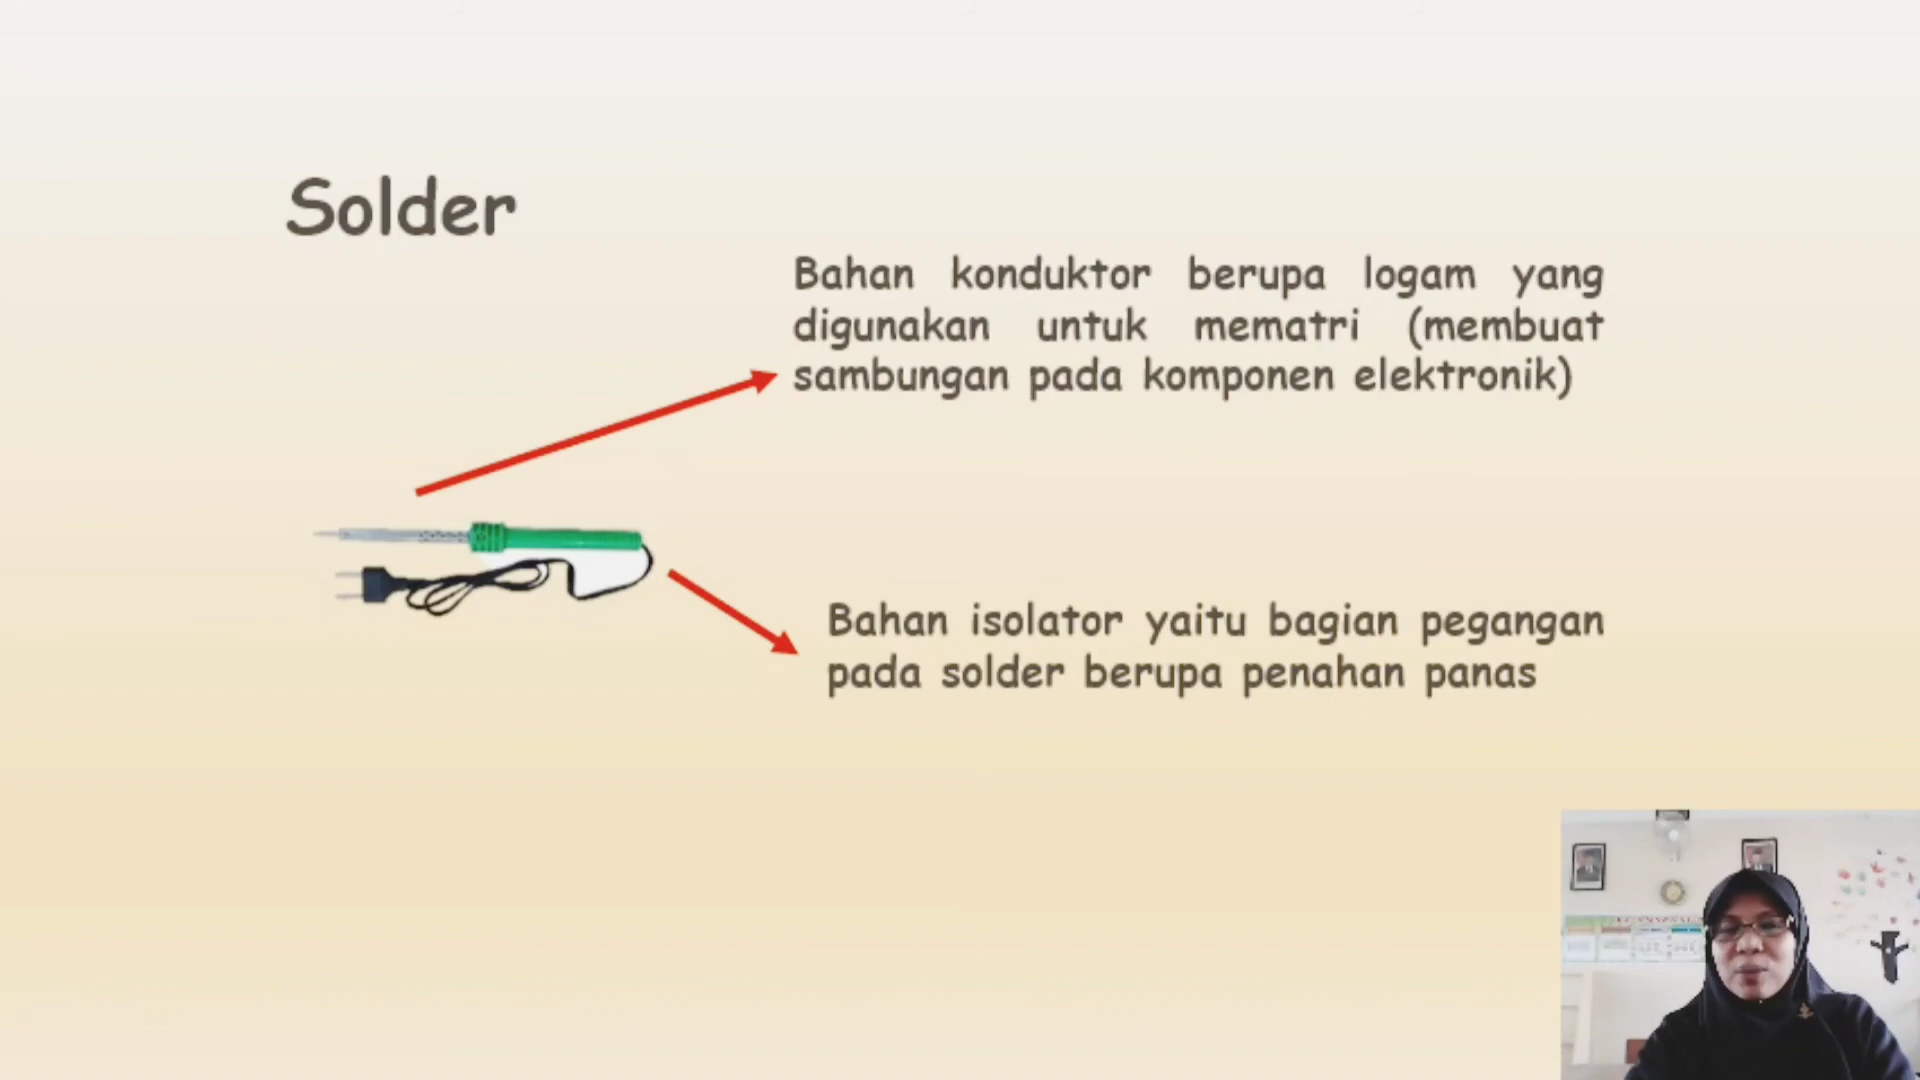 Solder
Bahan konduktor berupa logam yang
digunakan untuk mematri (membuat
sambungan pada komponen elektronik)
Bahan isolator yaitu bagian pegangan
pada solder berupa penahan panas